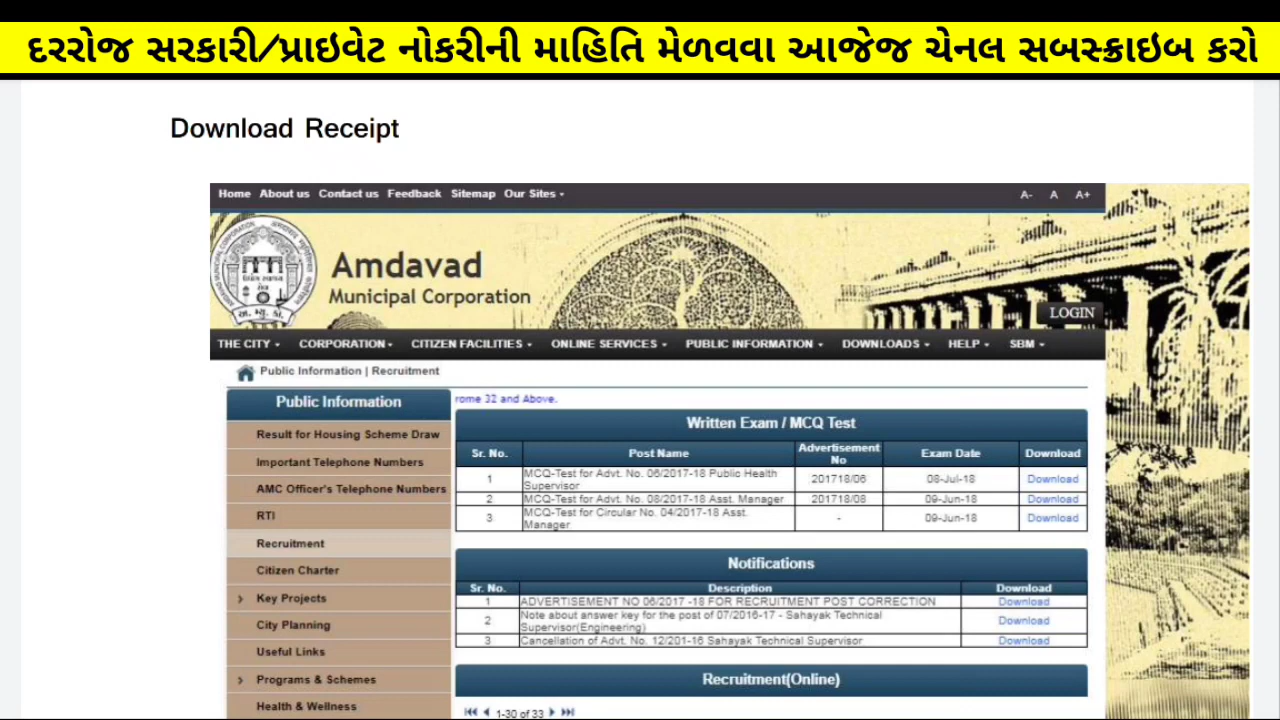 દરરોજ સરકારી/પ્રાઇવેટ નોકરીની માહિતિ મેળવવા આજેજ ચેનલ સબસ્ક્રાઇબ કરો
Download Receipt
Home About us Contact us Feedback Sitemap Our Sites
A- A A+
Amdavad
Municipal Corporation
LOGIN
THE CITY CORPORATION CITIZEN FACILITIES ONLINE SERVICES PUBLIC INFORMATION DOWNLOADS HELP SBM
Public Information | Recruitment
Public Information
Result for Housing Scheme Draw
Important Telephone Numbers
AMC Officer's Telephone Numbers
RTI
Recruitment
Citizen Charter
Key Projects
City Planning
Useful Links
Programs & Schemes
Health & Wellness
rome 32 and Above.
Written Exam / MCQ Test
Sr. No. Post Name Advertisement No Exam Date Download
1 MCQ-Test for Advt. No. 06/2017-18 Public Health Supervisor 201718/06 08-Jul-18 Download
2 MCQ-Test for Advt. No. 08/2017-18 Asst. Manager 201718/08 09-Jun-18 Download
3 MCQ-Test for Circular No. 04/2017-18 Asst. Manager - 09-Jun-18 Download
Notifications
Sr. No. Description Download
1 ADVERTISEMENT NO 06/2017 -18 FOR RECRUITMENT POST CORRECTION Download
2 Note about answer key for the post of 07/2016-17 - Sahayak Technical Supervisor(Engineering) Download
3 Cancellation of Advt. No. 12/201-16 Sahayak Technical Supervisor Download
Recruitment(Online)
1-30 of 33